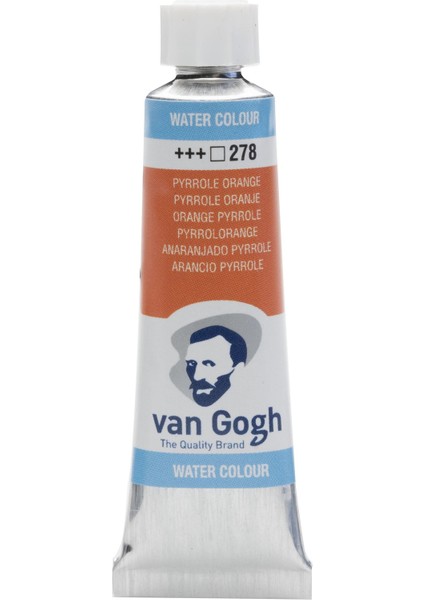 WATER COLOUR
+++□278
PYRROLE ORANGE
PYRROLE ORANJE
ORANGE PYRROLE
PYRROLORANGE
ANARANJADO PYRROLE
ARANCIO PYRROLE
van Gogh
The Quality Brand
WATER COLOUR